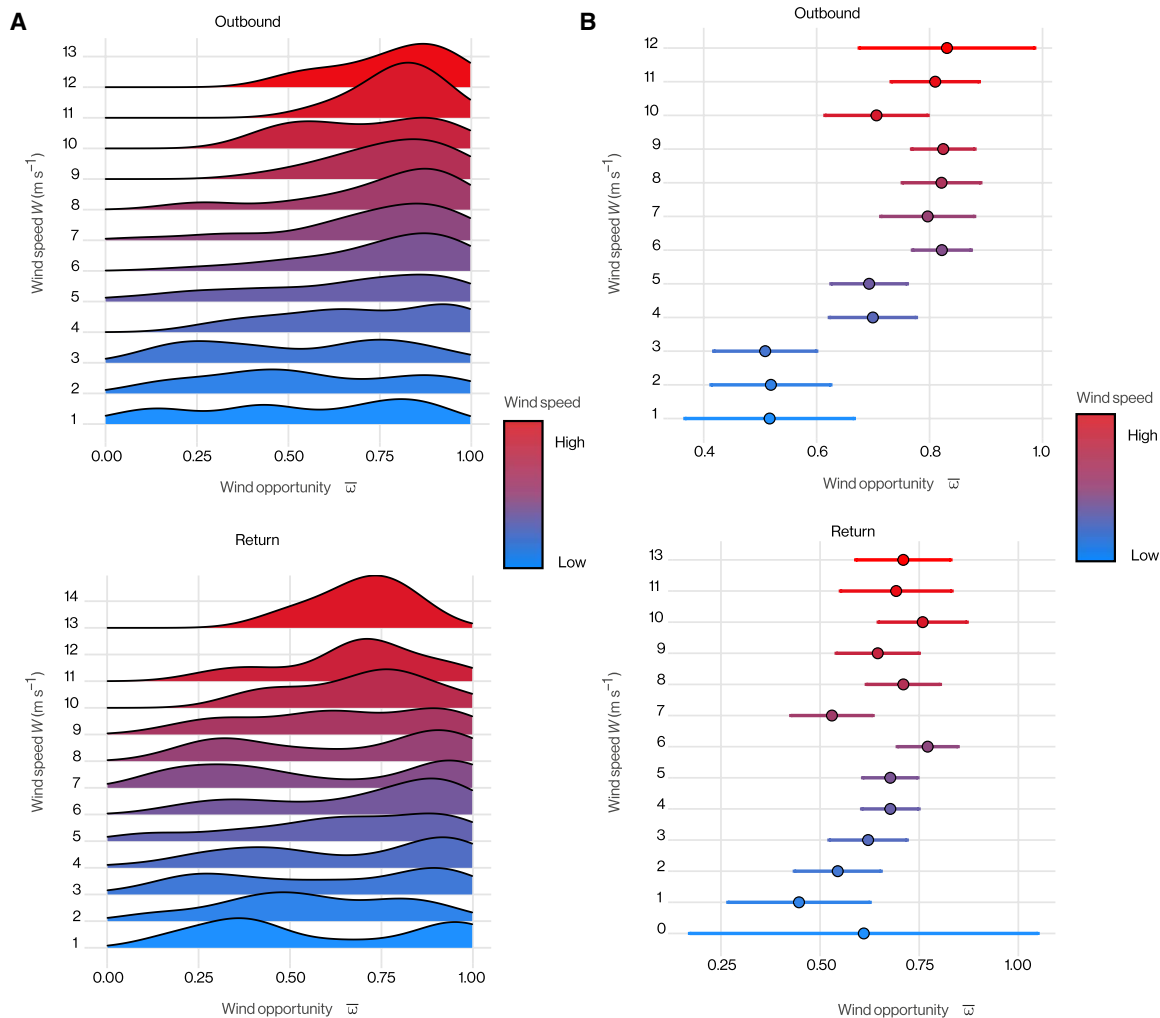 A
Outbound
13
12
11
10
9
8
7
6
5
4
3
2
1
Wind speed W (m s⁻¹)
0.00 0.25 0.50 0.75 1.00
Wind opportunity ω̅
Wind speed
High
Low
Return
14
13
12
11
10
9
8
7
6
5
4
3
2
1
Wind speed W (m s⁻¹)
0.00 0.25 0.50 0.75 1.00
Wind opportunity ω̅
B
Outbound
12
11
10
9
8
7
6
5
4
3
2
1
Wind speed W (m s⁻¹)
0.4 0.6 0.8 1.0
Wind opportunity ω̅
Wind speed
High
Low
Return
13
11
10
9
8
7
6
5
4
3
2
1
0
Wind speed W (m s⁻¹)
0.25 0.50 0.75 1.00
Wind opportunity ω̅